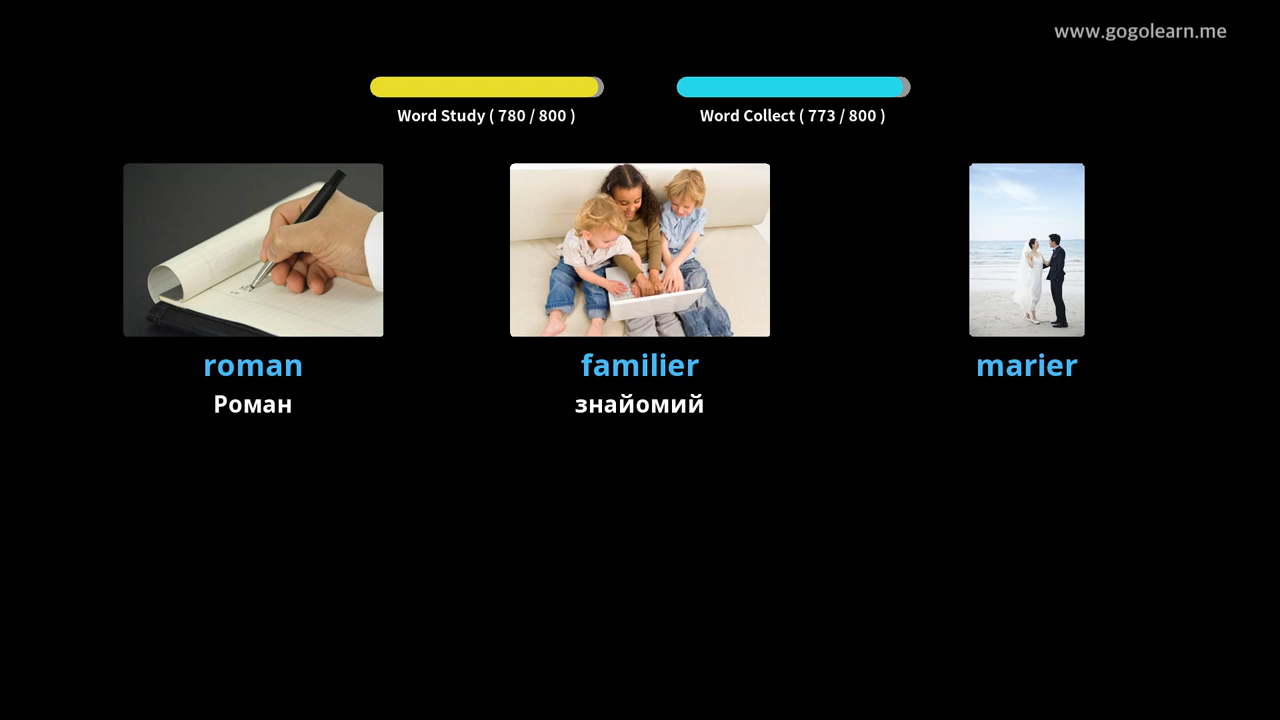 www.gogolearn.me
Word Study ( 780 / 800 )
Word Collect ( 773 / 800 )
roman
familier
marier
Роман
знайомий